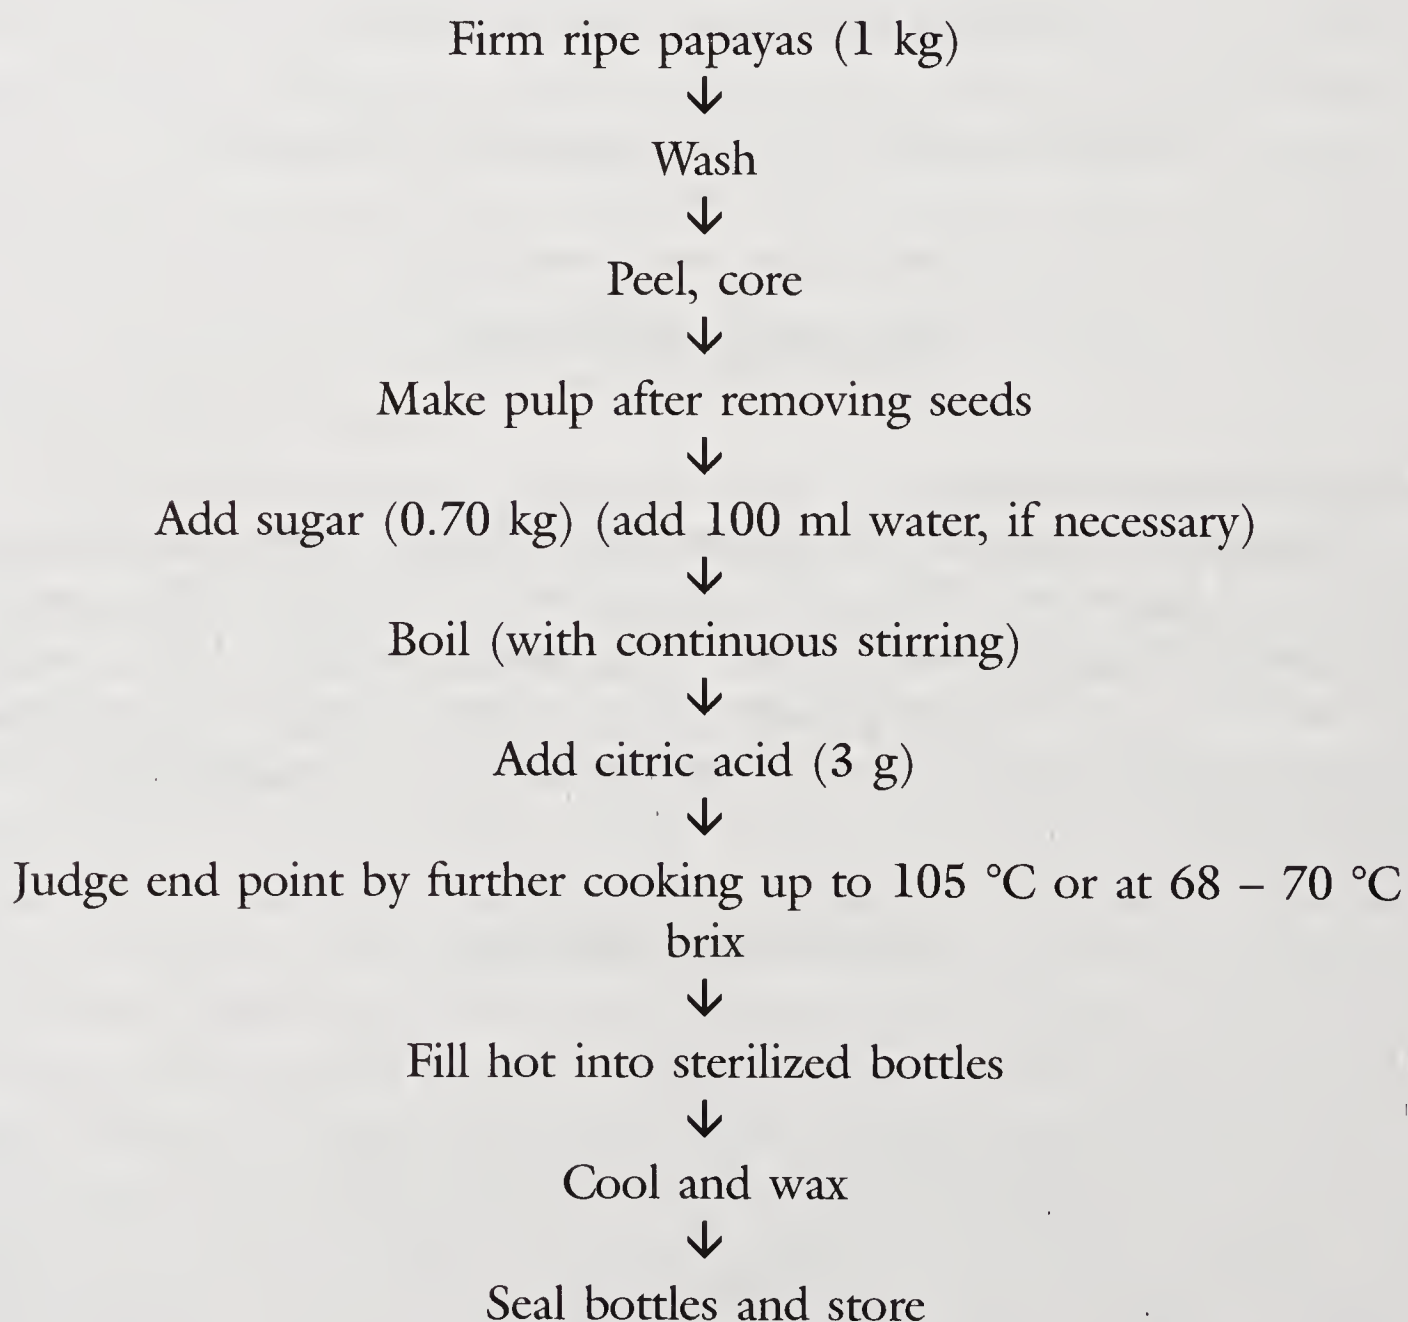 Firm ripe papayas (1 kg)
↓
Wash
↓
Peel, core
↓
Make pulp after removing seeds
↓
Add sugar (0.70 kg) (add 100 ml water, if necessary)
↓
Boil (with continuous stirring)
↓
Add citric acid (3 g)
↓
Judge end point by further cooking up to 105 °C or at 68 – 70 °C
brix
↓
Fill hot into sterilized bottles
↓
Cool and wax
↓
Seal bottles and store